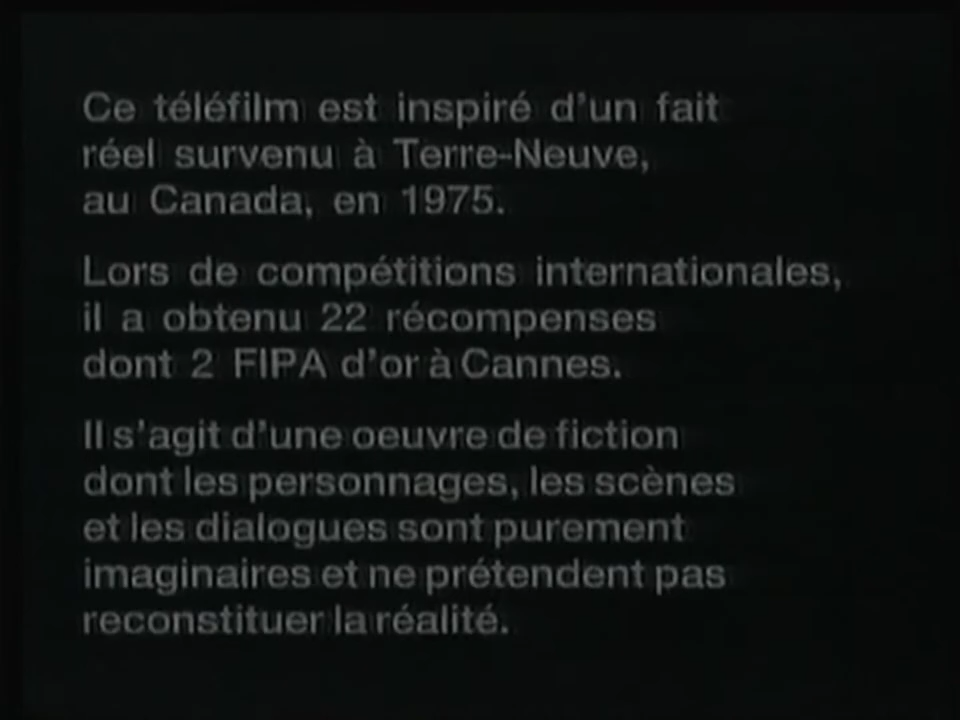 Ce téléfilm est inspiré d'un fait
réel survenu à Terre-Neuve,
au Canada, en 1975.
Lors de compétitions internationales,
il a obtenu 22 récompenses
dont 2 FIPA d'or à Cannes.
Il s'agit d'une oeuvre de fiction
dont les personnages, les scènes
et les dialogues sont purement
imaginaires et ne prétendent pas
reconstituer la réalité.